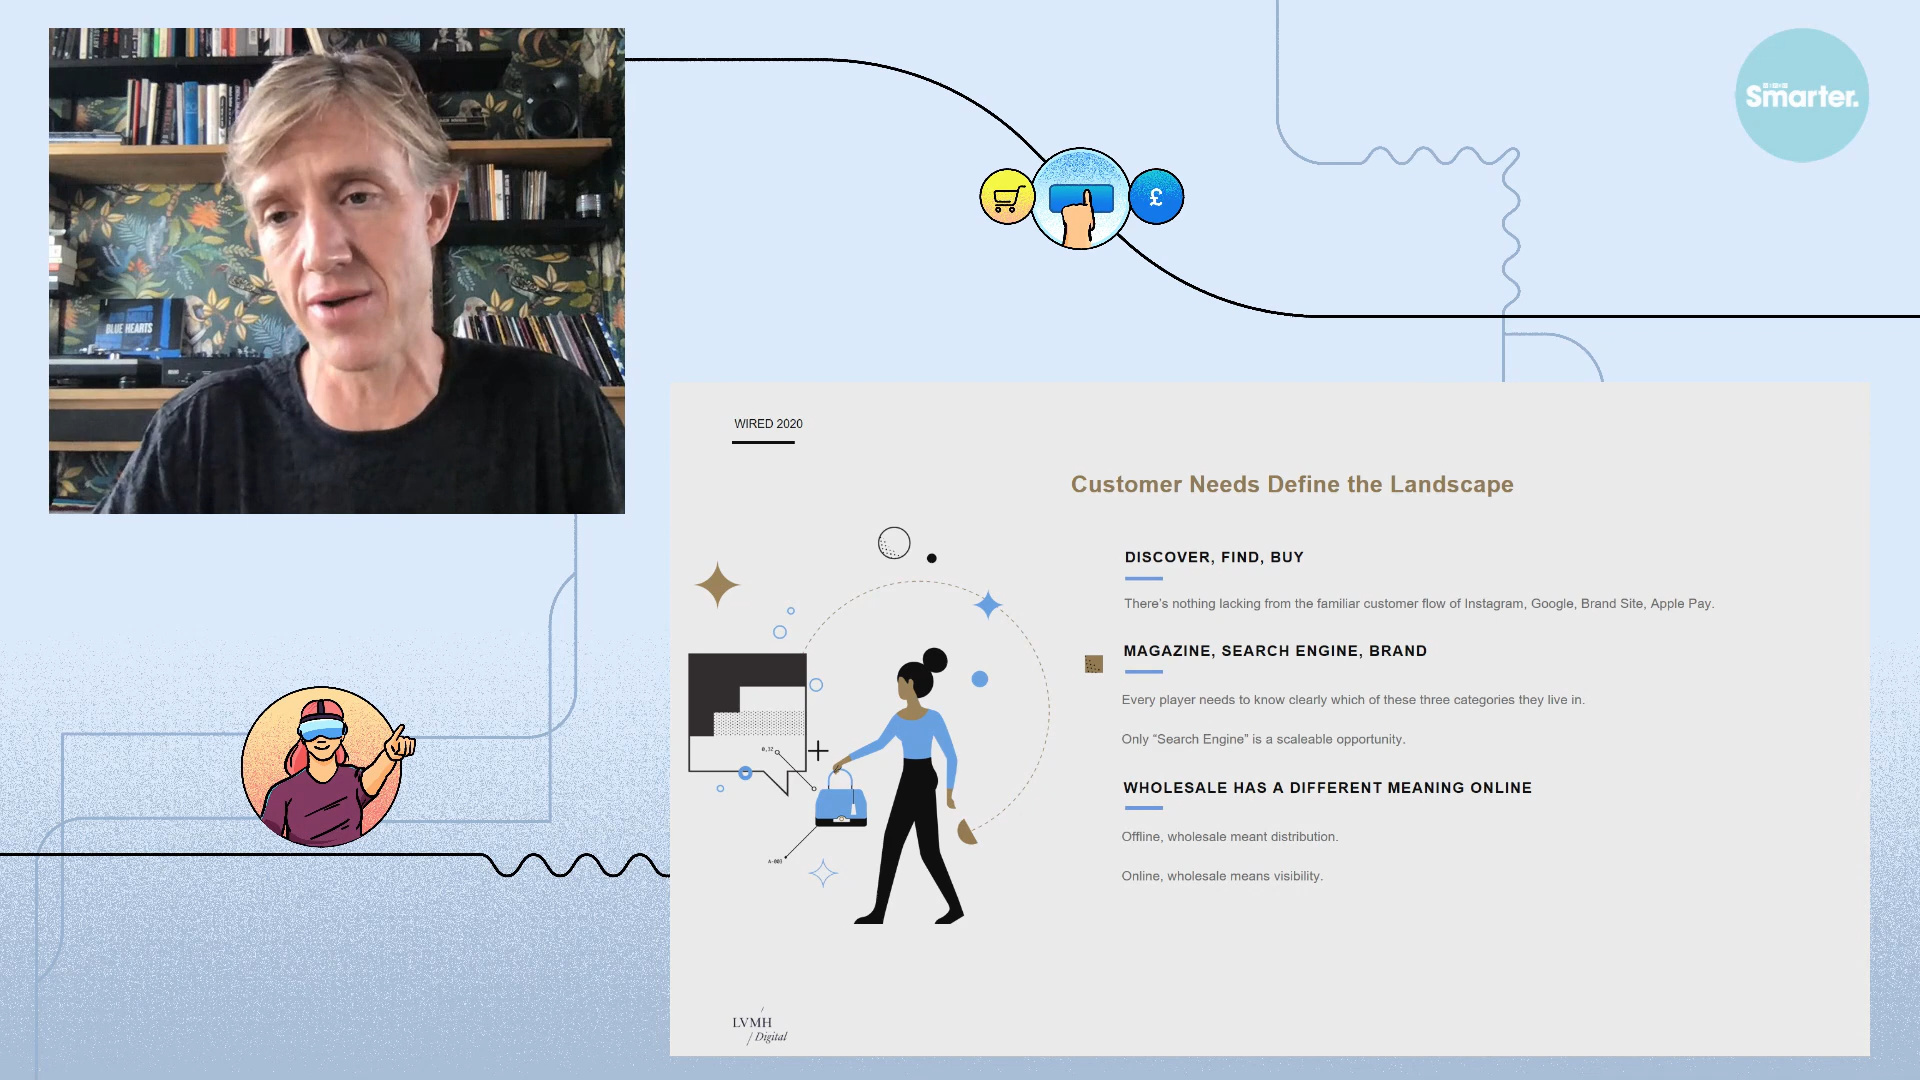 BLUE HEARTS
WIRED
Smarter.
£
WIRED 2020
Customer Needs Define the Landscape
DISCOVER, FIND, BUY
There’s nothing lacking from the familiar customer flow of Instagram, Google, Brand Site, Apple Pay.
MAGAZINE, SEARCH ENGINE, BRAND
Every player needs to know clearly which of these three categories they live in.
Only “Search Engine” is a scaleable opportunity.
WHOLESALE HAS A DIFFERENT MEANING ONLINE
Offline, wholesale meant distribution.
Online, wholesale means visibility.
LVMH
/ Digital